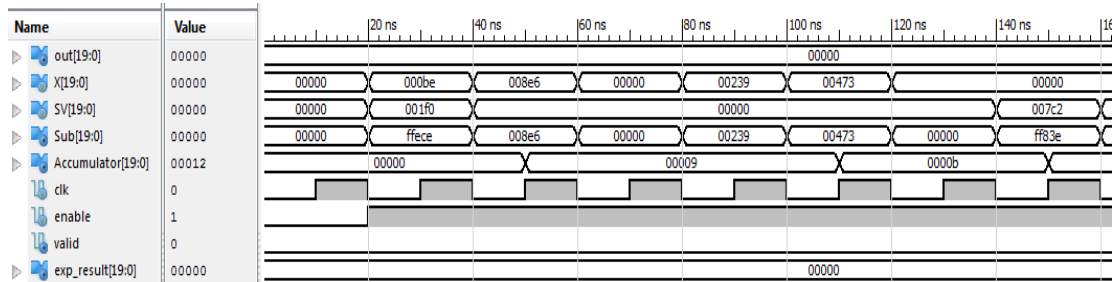 Name Value 20 ns 40 ns 60 ns 80 ns 100 ns 120 ns 140 ns 16
out[19:0] 00000 00000
X[19:0] 00000 00000 000be 008e6 00000 00239 00473 00000
SV[19:0] 00000 00000 001f0 00000 007c2
Sub[19:0] 00000 00000 ffece 008e6 00000 00239 00473 00000 ff83e
Accumulator[19:0] 00012 00000 00009 0000b
clk 0
enable 1
valid 0
exp_result[19:0] 00000 00000